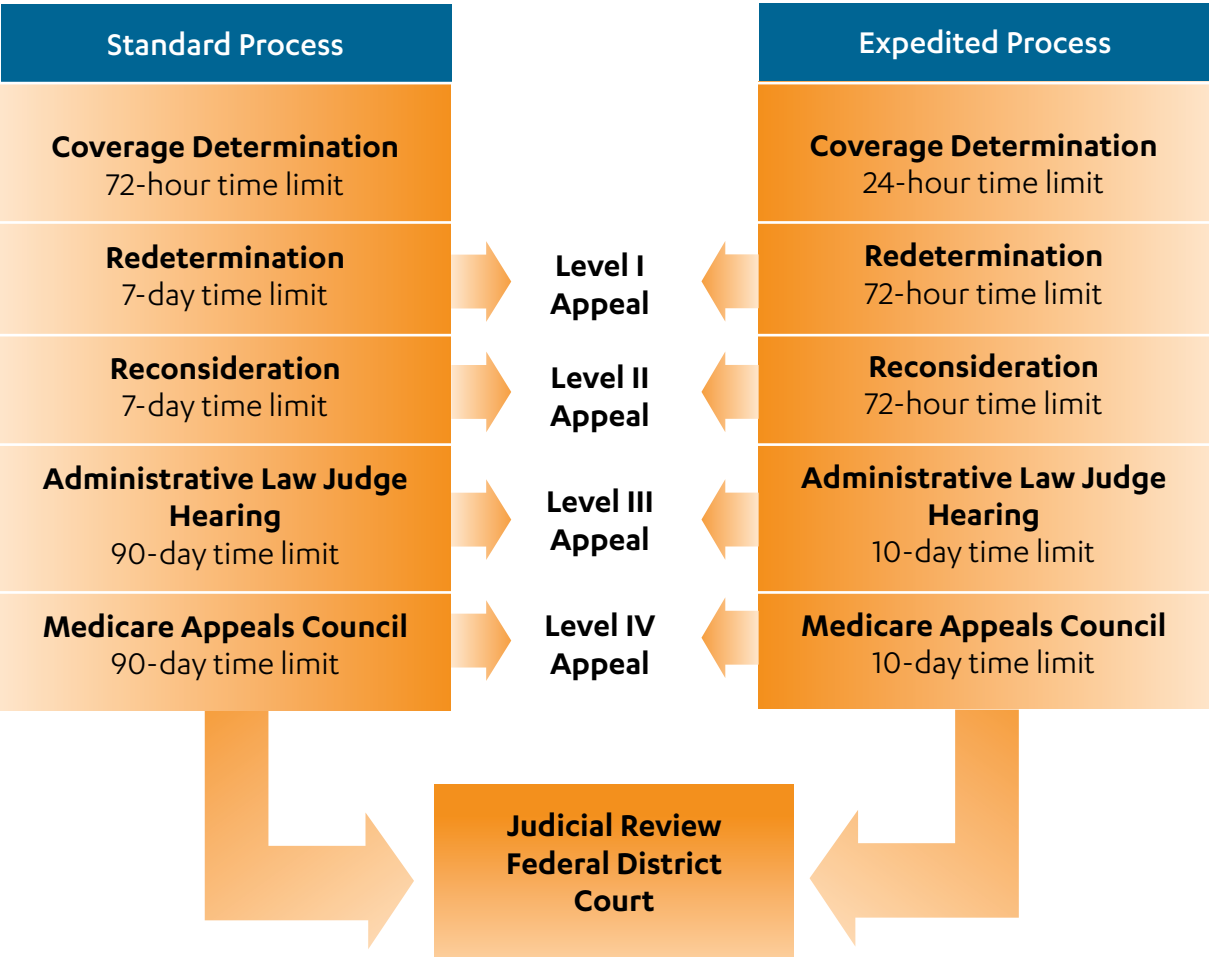 Standard Process
Expedited Process
Coverage Determination
72-hour time limit
Coverage Determination
24-hour time limit
Redetermination
7-day time limit
Level I
Appeal
Redetermination
72-hour time limit
Reconsideration
7-day time limit
Level II
Appeal
Reconsideration
72-hour time limit
Administrative Law Judge
Hearing
90-day time limit
Level III
Appeal
Administrative Law Judge
Hearing
10-day time limit
Medicare Appeals Council
90-day time limit
Level IV
Appeal
Medicare Appeals Council
10-day time limit
Judicial Review
Federal District
Court